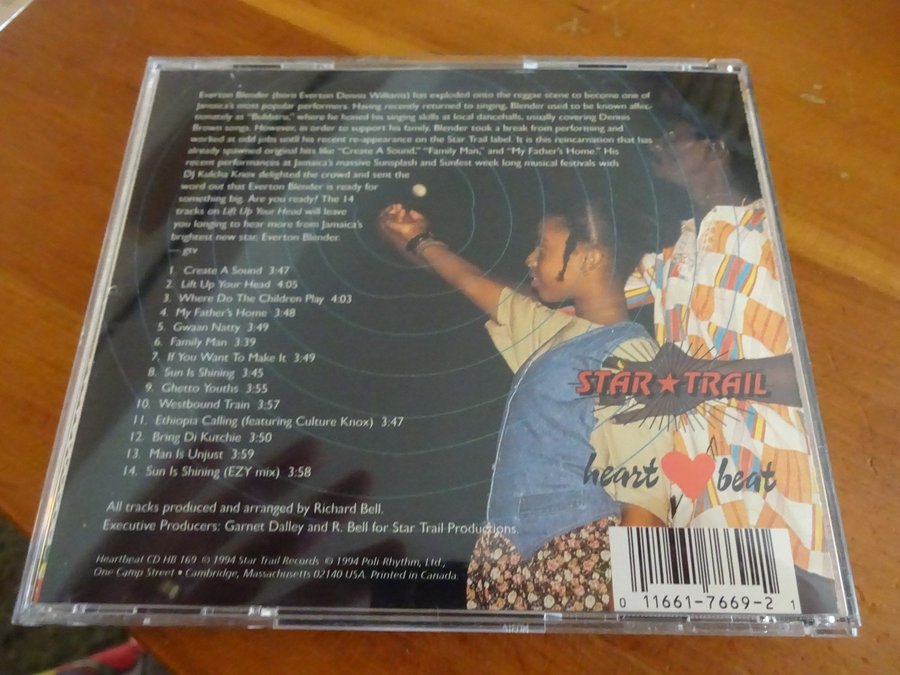 Everton Blender (born Everton Dennis Williams) has exploded onto the reggae scene to become one of
Jamaica's most popular performers. Having recently returned to singing, Blender used to be known affec-
tionately as "Babbaru," where he honed his singing skills at local dancehalls, usually covering Dennis
Brown songs. However, in order to support his family, Blender took a break from performing and
worked at odd jobs until his recent re-appearance on the Star Trail label. It is this reincarnation that has
already spawned original hits like "Create A Sound," "Family Man," and "My Father's Home." His
recent performances at Jamaica's massive Sunsplash and Sunfest week long musical festivals with
DJ Kulcha Knox delighted the crowd and sent the
word out that Everton Blender is ready for
something big. Are you ready? The 14
tracks on Lift Up Your Head will leave
you longing to hear more from Jamaica's
brightest new star, Everton Blender.
— gtv
1. Create A Sound 3:47
2. Lift Up Your Head 4:05
3. Where Do The Children Play 4:03
4. My Father's Home 3:48
5. Gwaan Natty 3:49
6. Family Man 3:39
7. If You Want To Make It 3:49
8. Sun Is Shining 3:45
9. Ghetto Youths 3:55
10. Westbound Train 3:57
11. Ethiopia Calling (featuring Culture Knox) 3:47
12. Bring Di Kutchie 3:50
13. Man Is Unjust 3:59
14. Sun Is Shining (EZY mix) 3:58
STAR★TRAIL
heart beat
All tracks produced and arranged by Richard Bell.
Executive Producers: Garnet Dalley and R. Bell for Star Trail Productions.
Heartbeat CD HB 169 ℗ 1994 Star Trail Records © 1994 Poli Rhythm, Ltd.,
One Camp Street • Cambridge, Massachusetts 02140 USA. Printed in Canada.
0 11661-7669-2 1